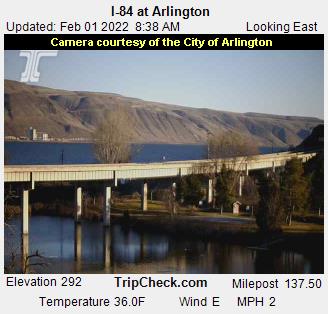 I-84 at Arlington
Updated: Feb 01 2022 8:38 AM Looking East
Camera courtesy of the City of Arlington
Elevation 292 TripCheck.com Milepost 137.50
Temperature 36.0F Wind E MPH 2